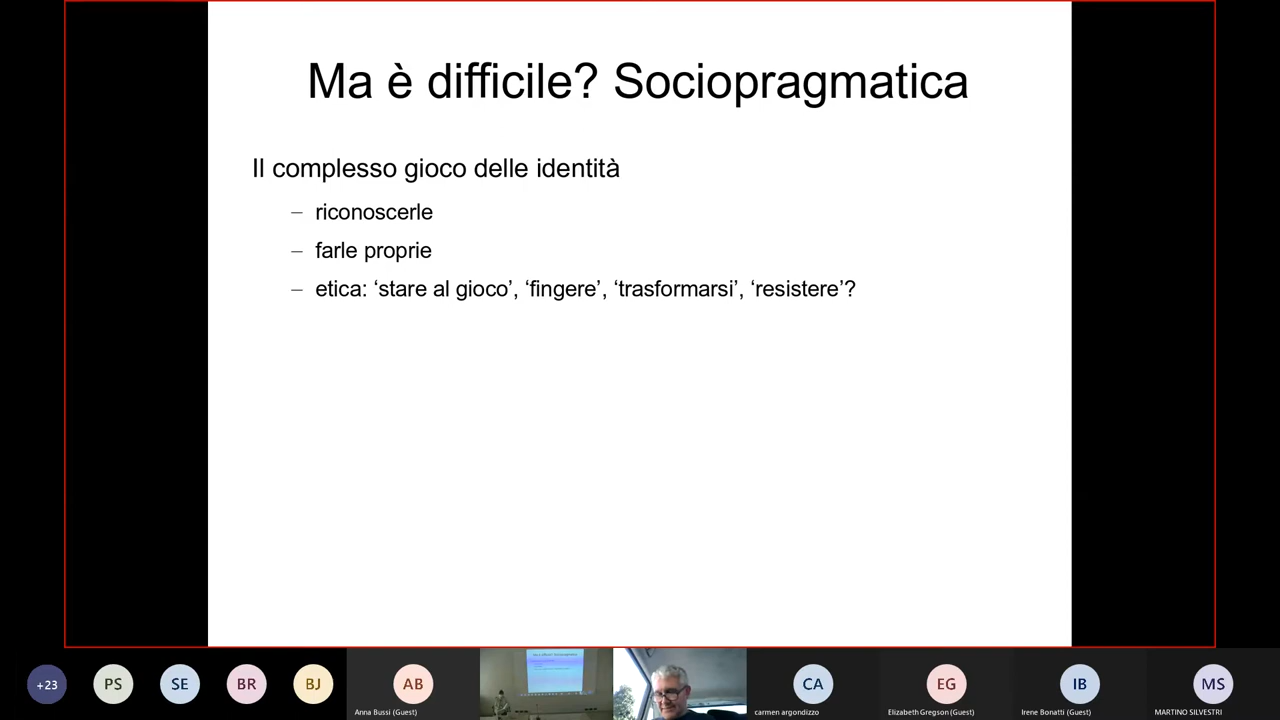 Ma è difficile? Sociopragmatica
Il complesso gioco delle identità
– riconoscerle
– farle proprie
– etica: ‘stare al gioco’, ‘fingere’, ‘trasformarsi’, ‘resistere’?
+23
PS
SE
BR
BJ
AB
CA
EG
IB
MS
Anna Bussi (Guest)
carmen argondizzo
Elizabeth Gregson (Guest)
Irene Bonatti (Guest)
MARTINO SILVESTRI